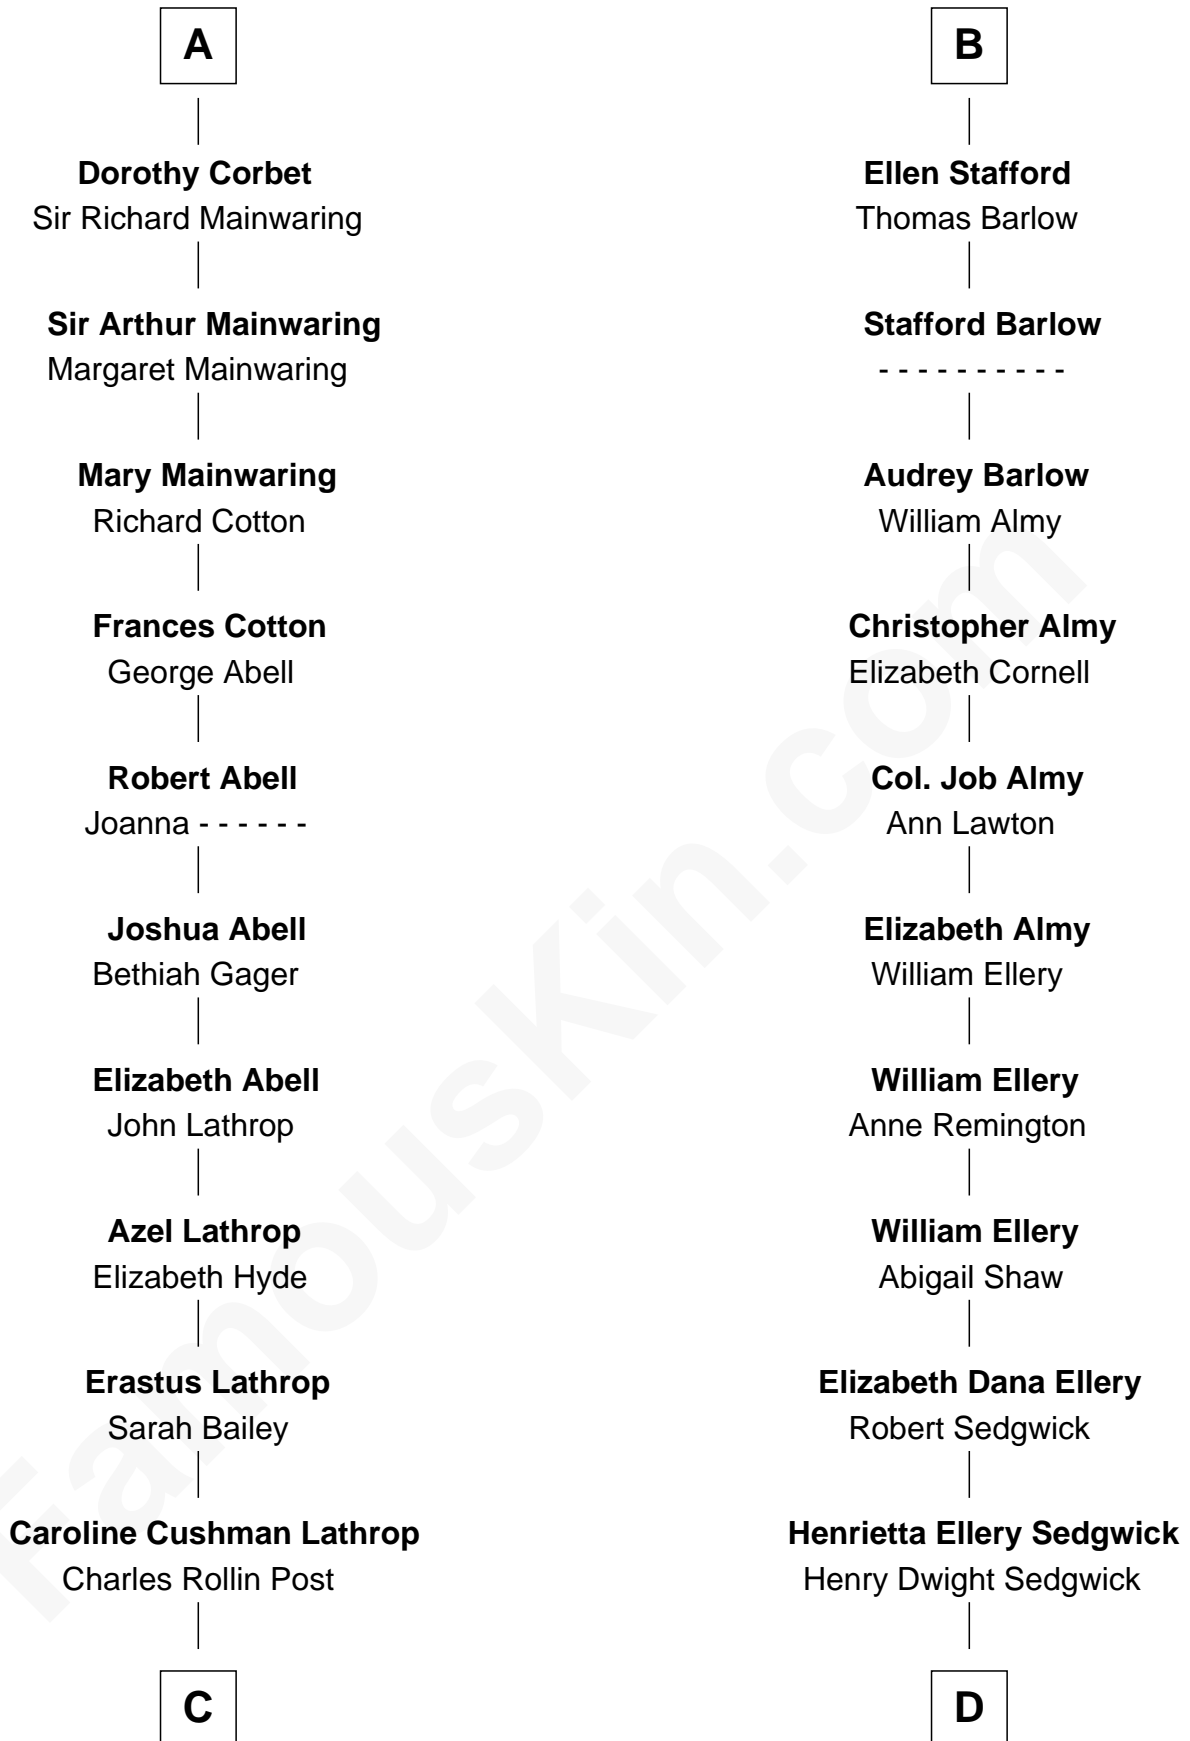 A
Dorothy Corbet
Sir Richard Mainwaring
Sir Arthur Mainwaring
Margaret Mainwaring
Mary Mainwaring
Richard Cotton
Frances Cotton
George Abell
Robert Abell
Joanna - - - - - -
Joshua Abell
Bethiah Gager
Elizabeth Abell
John Lathrop
Azel Lathrop
Elizabeth Hyde
Erastus Lathrop
Sarah Bailey
Caroline Cushman Lathrop
Charles Rollin Post
C
B
Ellen Stafford
Thomas Barlow
Stafford Barlow
- - - - - - - - - -
Audrey Barlow
William Almy
Christopher Almy
Elizabeth Cornell
Col. Job Almy
Ann Lawton
Elizabeth Almy
William Ellery
William Ellery
Anne Remington
William Ellery
Abigail Shaw
Elizabeth Dana Ellery
Robert Sedgwick
Henrietta Ellery Sedgwick
Henry Dwight Sedgwick
D
FamousKin.com